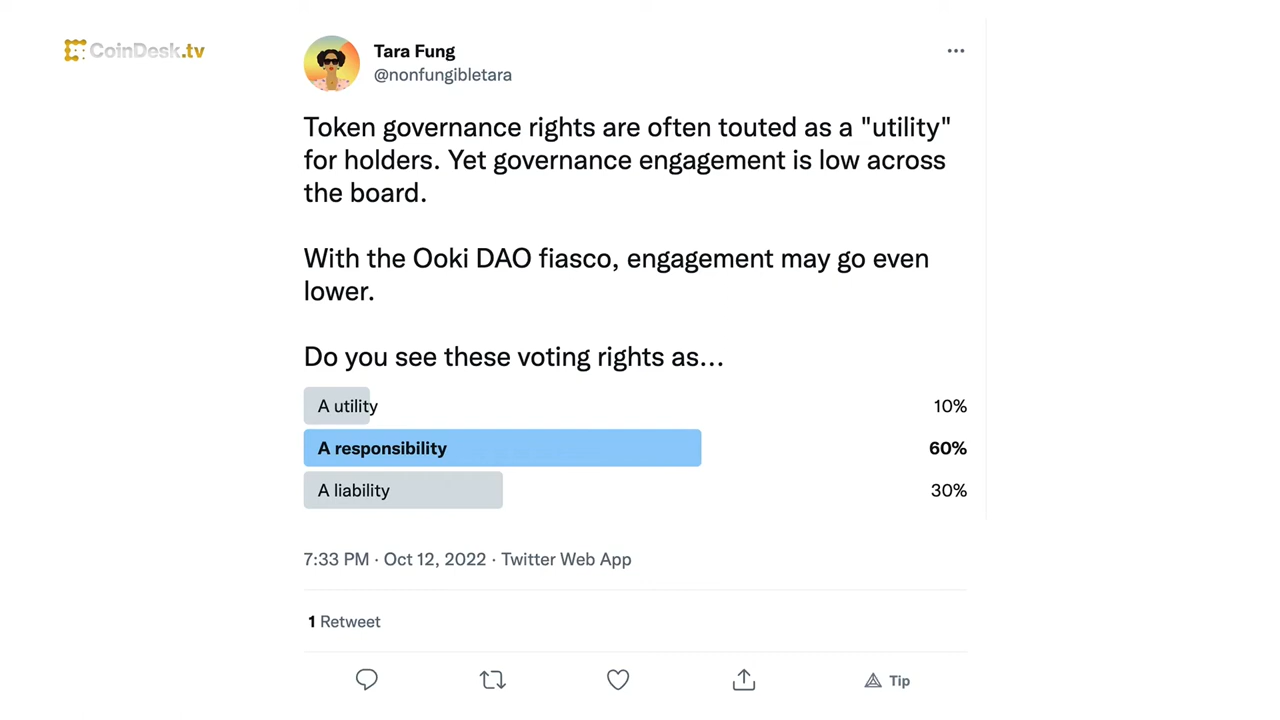 CoinDesk.tv
Tara Fung
@nonfungibletara
Token governance rights are often touted as a "utility"
for holders. Yet governance engagement is low across
the board.
With the Ooki DAO fiasco, engagement may go even
lower.
Do you see these voting rights as…
A utility 10%
A responsibility 60%
A liability 30%
7:33 PM · Oct 12, 2022 · Twitter Web App
1 Retweet
Tip